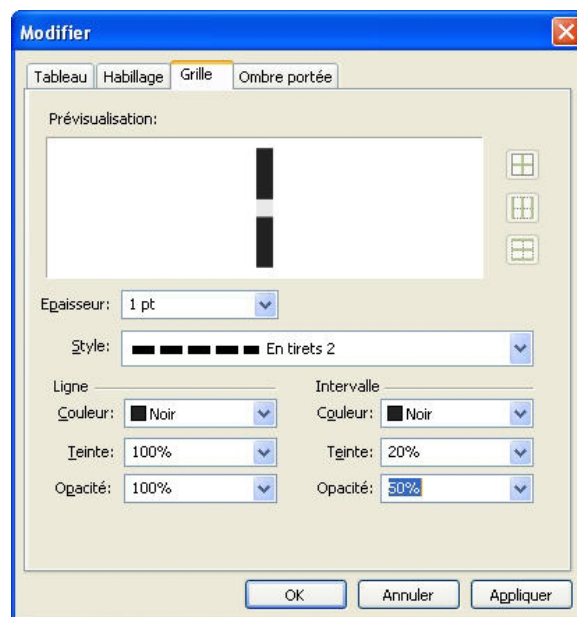 Modifier
Tableau Habillage Grille Ombre portée
Prévisualisation:
Epaisseur: 1 pt
Style: En tirets 2
Ligne Intervalle
Couleur: Noir Couleur: Noir
Teinte: 100% Teinte: 20%
Opacité: 100% Opacité: 50%
OK Annuler Appliquer